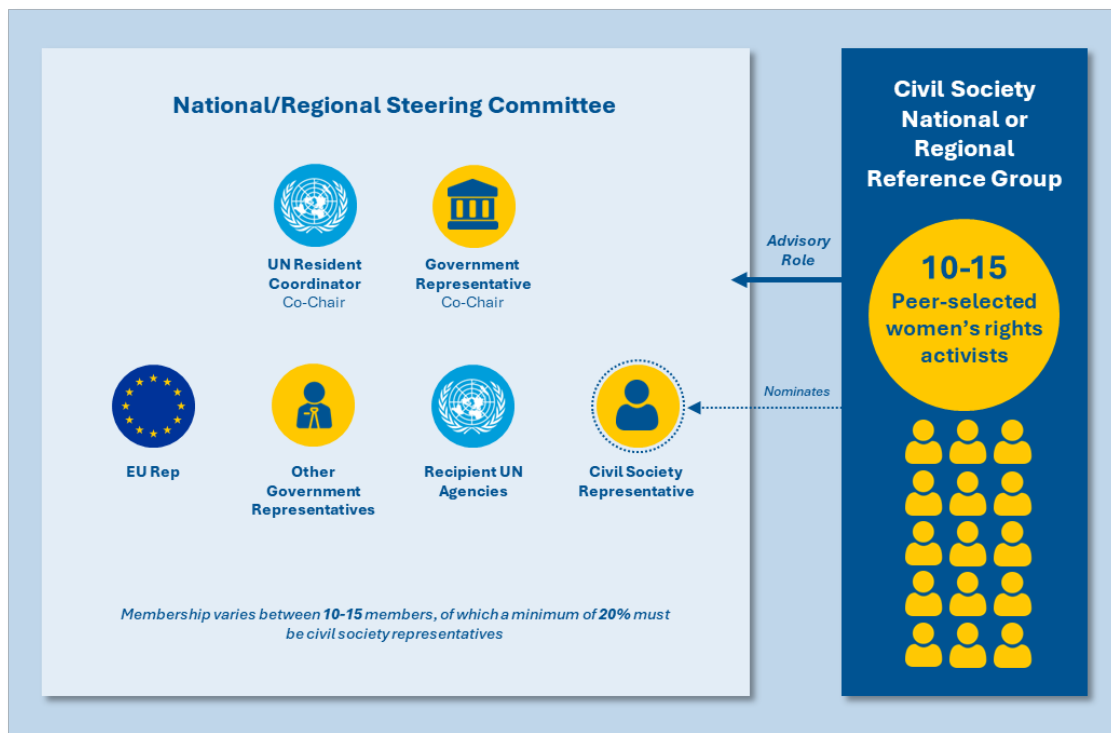 National/Regional Steering Committee
UN Resident
Coordinator
Co-Chair
Government
Representative
Co-Chair
EU Rep
Other
Government
Representatives
Recipient UN
Agencies
Civil Society
Representative
Membership varies between 10-15 members, of which a minimum of 20% must
be civil society representatives
Advisory
Role
Nominates
Civil Society
National or
Regional
Reference Group
10-15
Peer-selected
women's rights
activists